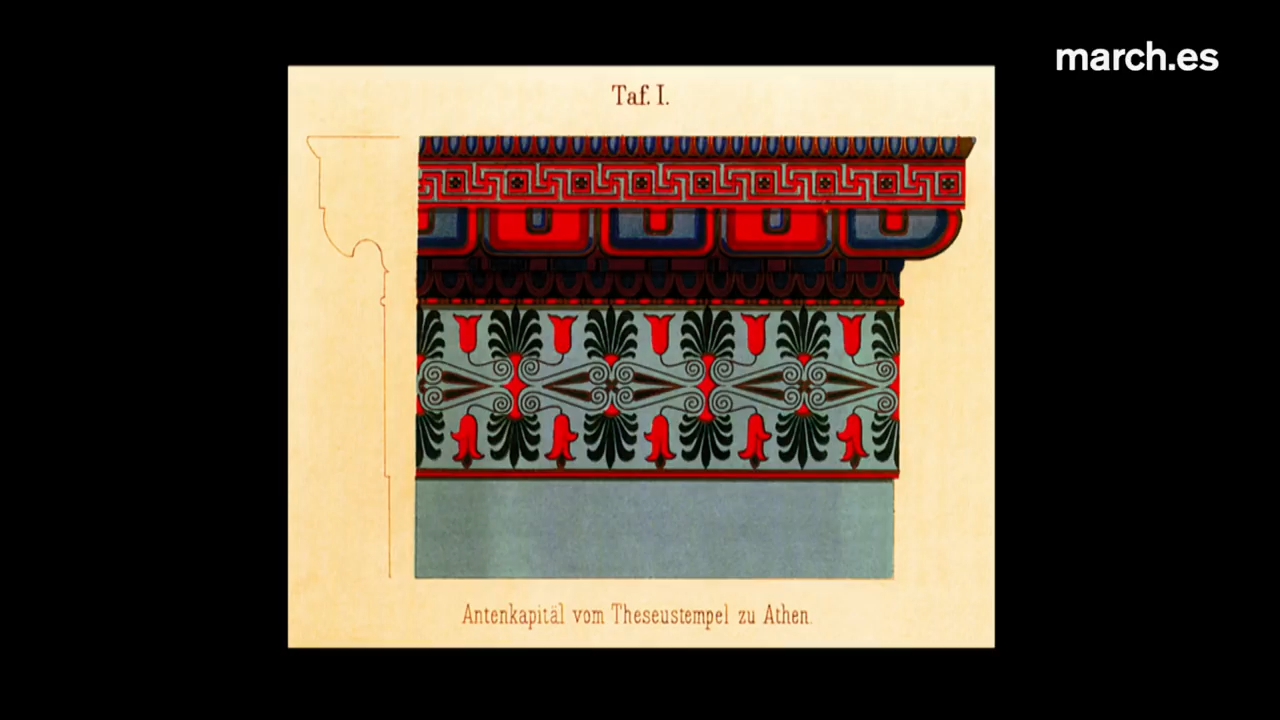 march.es
Taf. I.
Antenkapitäl vom Theseustempel zu Athen.